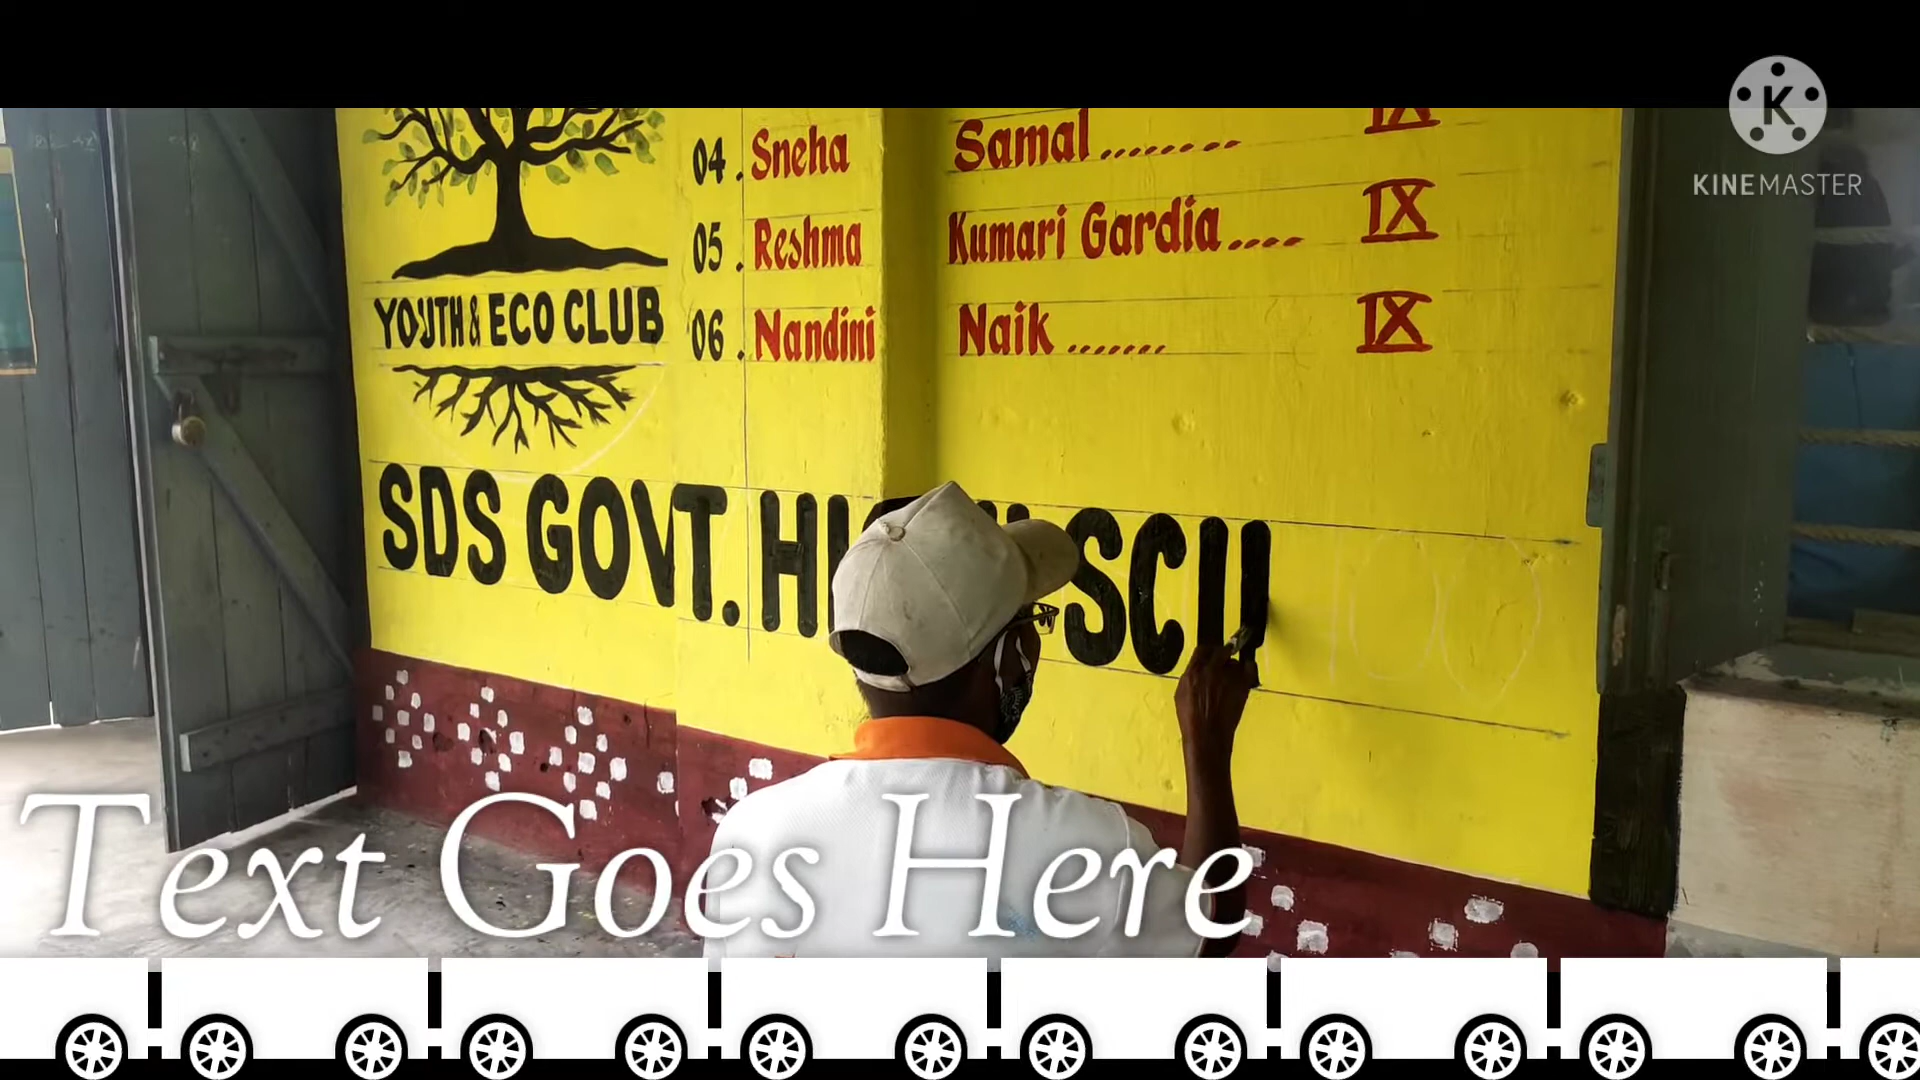 KINEMASTER
04. Sneha Samal ........ IX
05. Reshma Kumari Gardia .... IX
06. Nandini Naik ....... IX
YOUTH & ECO CLUB
SDS GOVT. SC
Text Goes Here